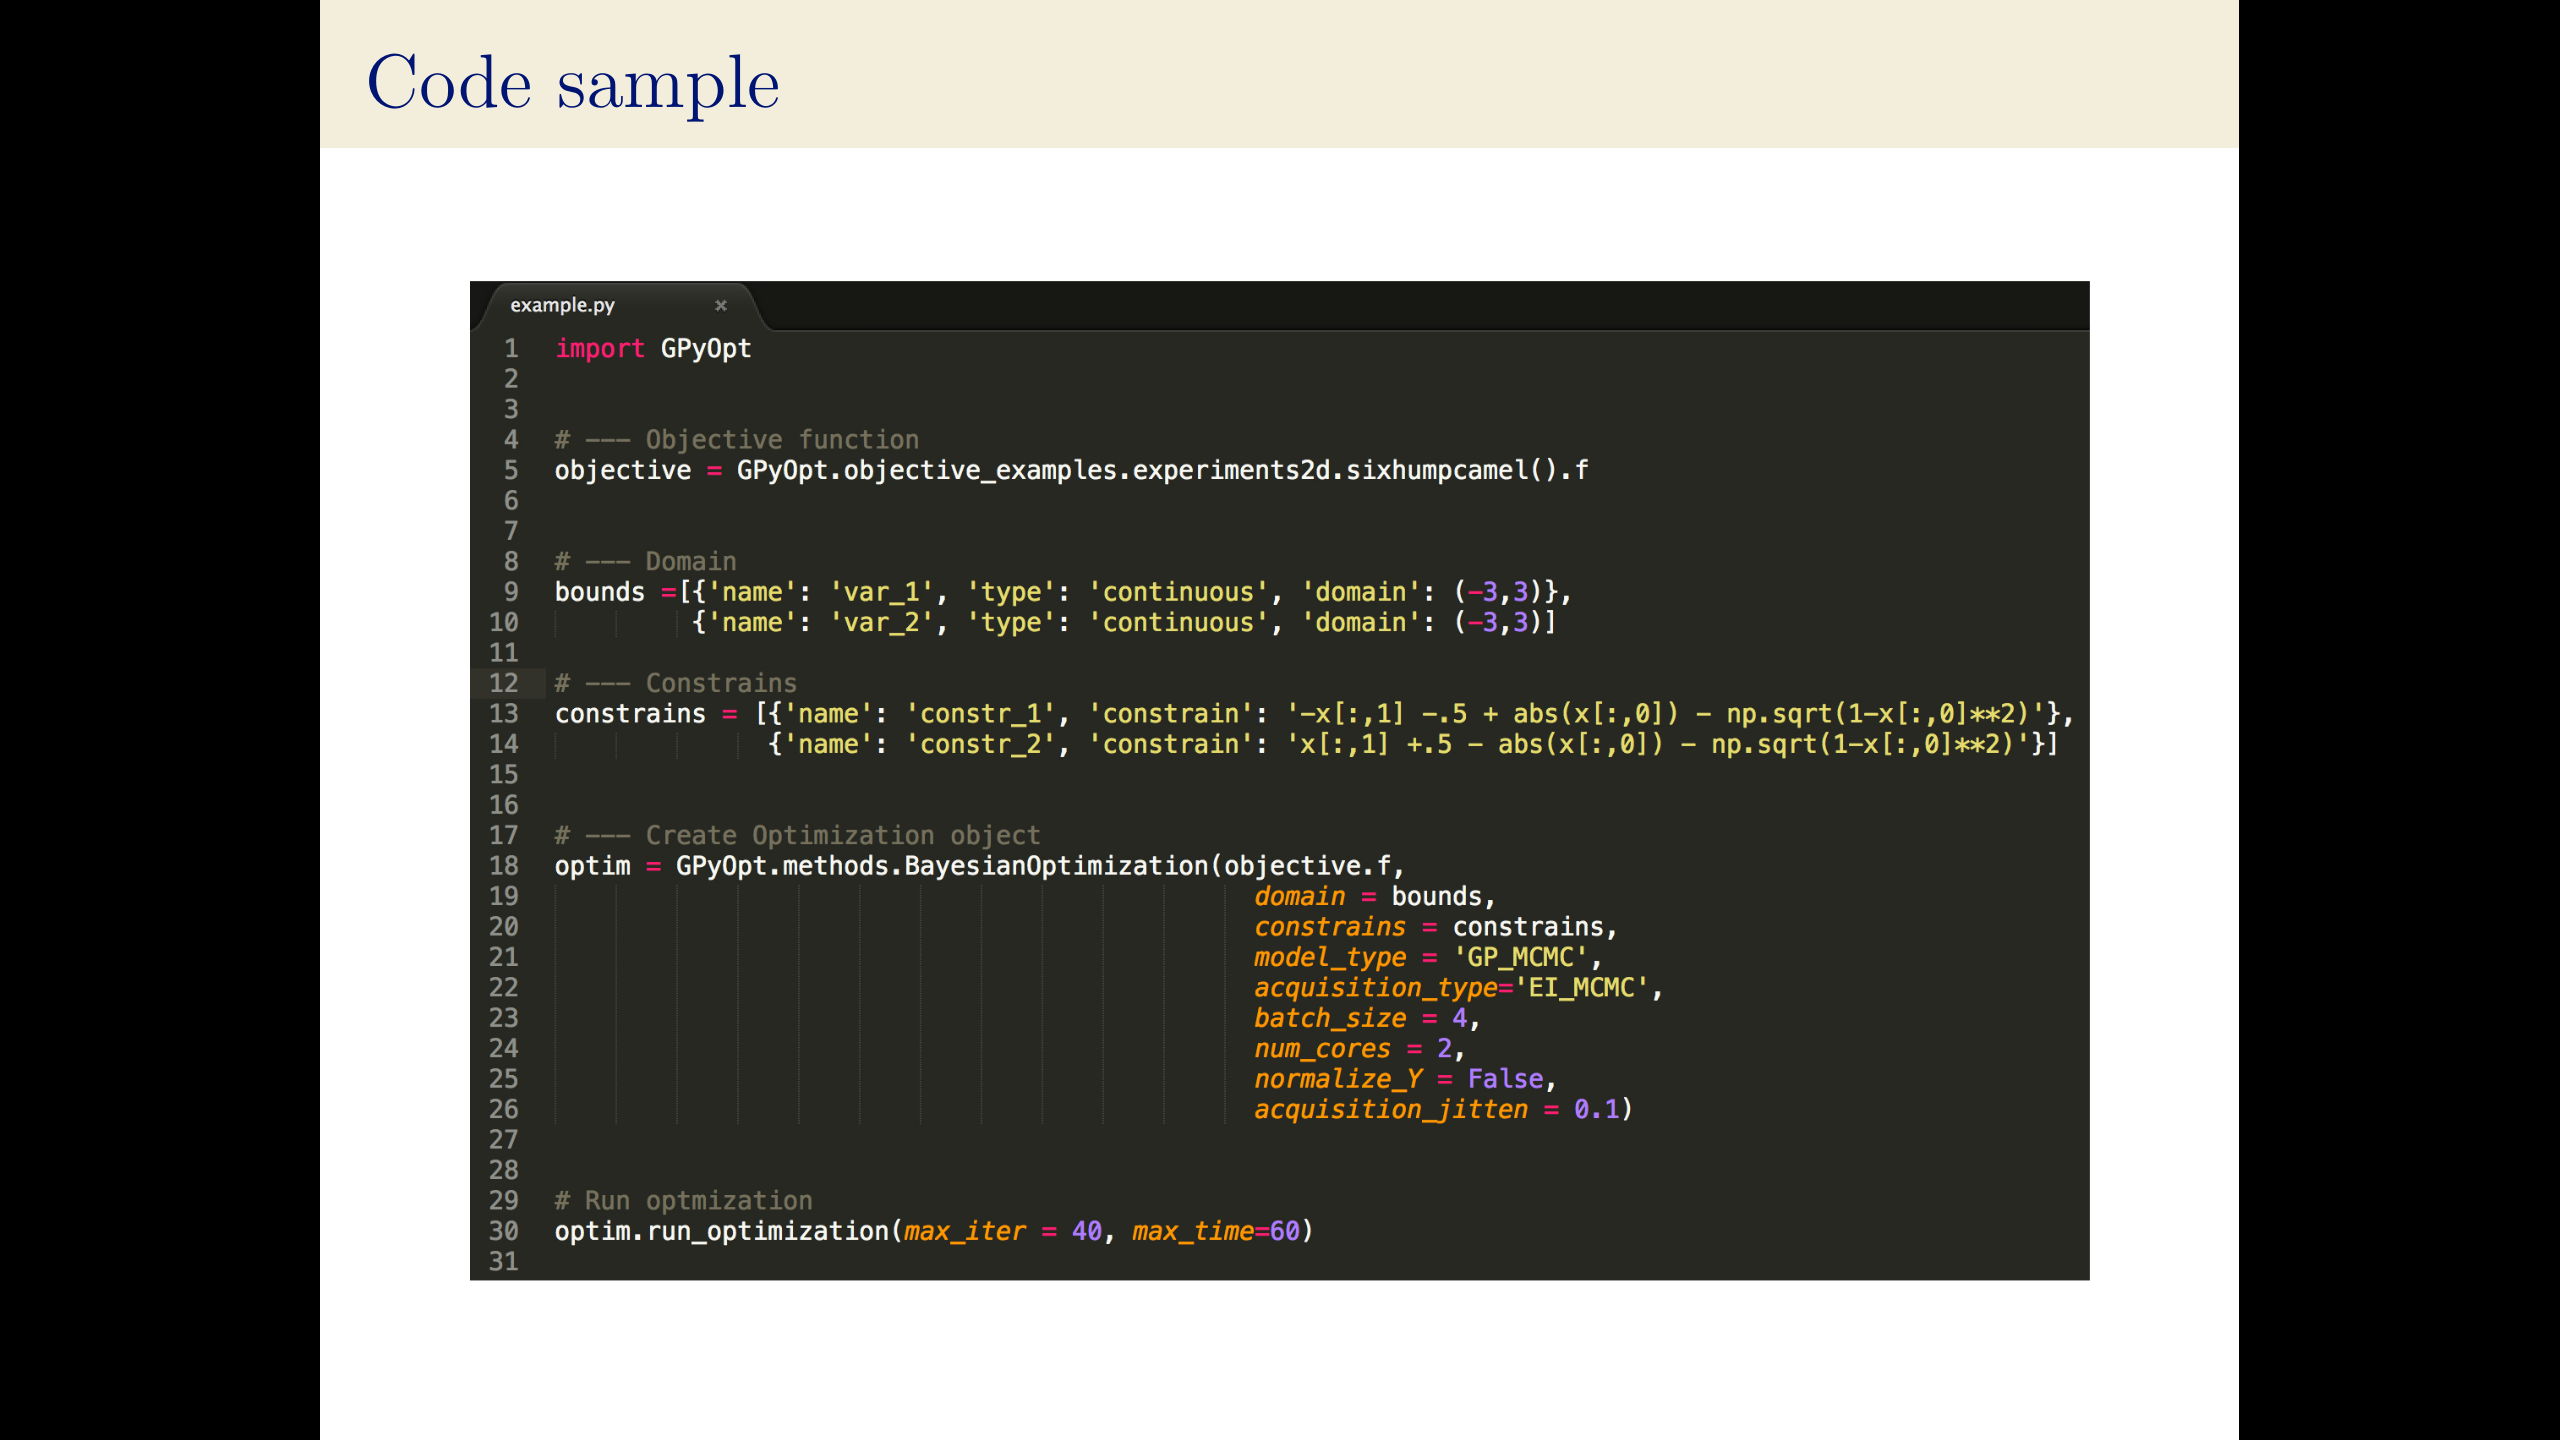 Code sample
example.py ×
1 import GPyOpt
2
3
4 # --- Objective function
5 objective = GPyOpt.objective_examples.experiments2d.sixhumpcamel().f
6
7
8 # --- Domain
9 bounds =[{'name': 'var_1', 'type': 'continuous', 'domain': (-3,3)},
10 {'name': 'var_2', 'type': 'continuous', 'domain': (-3,3)]
11
12 # --- Constrains
13 constrains = [{'name': 'constr_1', 'constrain': '-x[:,1] -.5 + abs(x[:,0]) - np.sqrt(1-x[:,0]**2)'},
14 {'name': 'constr_2', 'constrain': 'x[:,1] +.5 - abs(x[:,0]) - np.sqrt(1-x[:,0]**2)'}]
15
16
17 # --- Create Optimization object
18 optim = GPyOpt.methods.BayesianOptimization(objective.f,
19 domain = bounds,
20 constrains = constrains,
21 model_type = 'GP_MCMC',
22 acquisition_type='EI_MCMC',
23 batch_size = 4,
24 num_cores = 2,
25 normalize_Y = False,
26 acquisition_jitten = 0.1)
27
28
29 # Run optmization
30 optim.run_optimization(max_iter = 40, max_time=60)
31